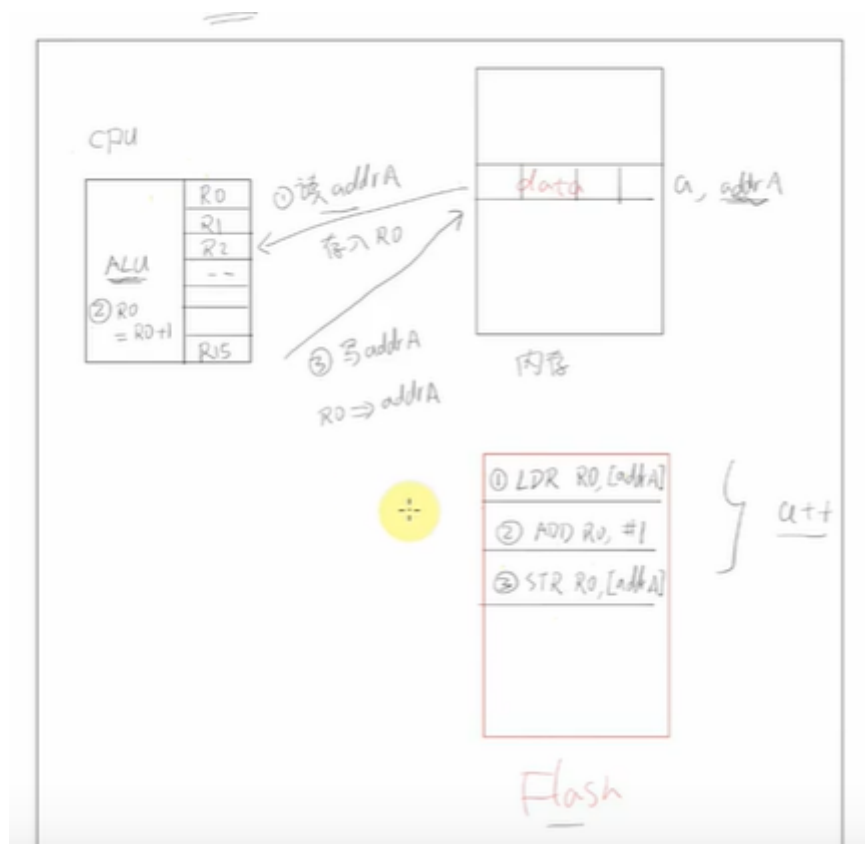 CPU
R0
R1
R2
--
R15
ALU
② R0
= R0+1
①读 addrA
存入 R0
③ 写 addrA
R0 ⇒ addrA
data
a, addrA
内存
① LDR R0, [addrA]
② ADD R0, #1
③ STR R0, [addrA]
a++
Flash